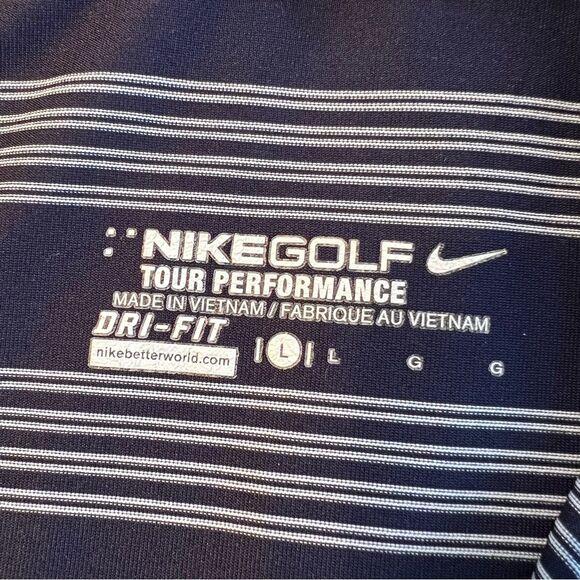 NIKEGOLF
TOUR PERFORMANCE
MADE IN VIETNAM / FABRIQUE AU VIETNAM
DRI-FIT
nikebetterworld.com
L L G G